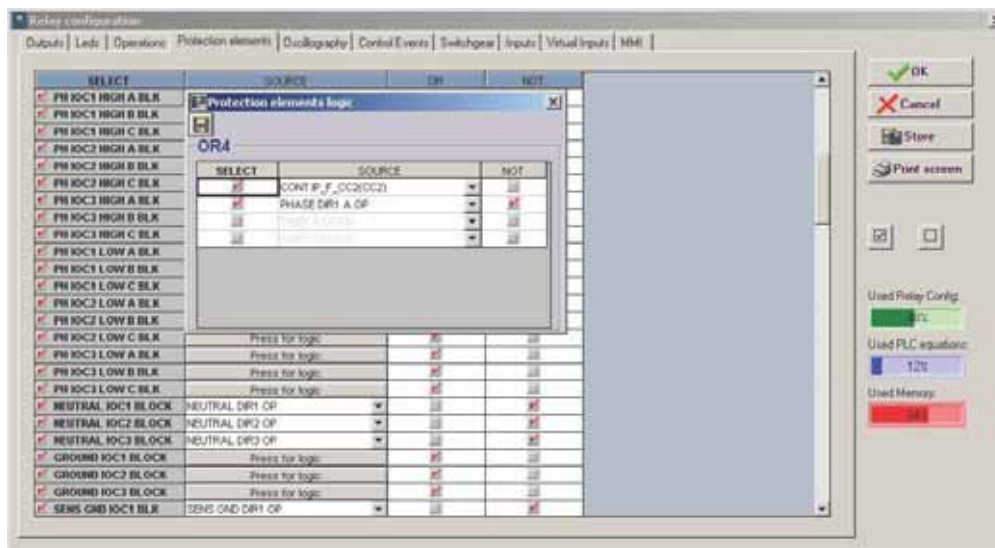 Relay configuration
Outputs | Leds | Operations | Protection elements | Oscillography | Control Events | Switchgear | Inputs | Virtual Inputs | HMI
SELECT SOURCE OR NOT
PH IOC1 HIGH A BLK
PH IOC1 HIGH B BLK
PH IOC1 HIGH C BLK
PH IOC2 HIGH A BLK
PH IOC2 HIGH B BLK
PH IOC2 HIGH C BLK
PH IOC3 HIGH A BLK
PH IOC3 HIGH B BLK
PH IOC3 HIGH C BLK
PH IOC1 LOW A BLK
PH IOC1 LOW B BLK
PH IOC1 LOW C BLK
PH IOC2 LOW A BLK
PH IOC2 LOW B BLK
PH IOC2 LOW C BLK Press for logic
PH IOC3 LOW A BLK Press for logic
PH IOC3 LOW B BLK Press for logic
PH IOC3 LOW C BLK Press for logic
NEUTRAL IOC1 BLOCK NEUTRAL DIR1 OP
NEUTRAL IOC2 BLOCK NEUTRAL DIR2 OP
NEUTRAL IOC3 BLOCK NEUTRAL DIR3 OP
GROUND IOC1 BLOCK Press for logic
GROUND IOC2 BLOCK Press for logic
GROUND IOC3 BLOCK Press for logic
SENS GND IOC1 BLK SENS GND DIR1 OP
Protection elements logic
OR4
SELECT SOURCE NOT
CONT IP_F_CC2(CC2)
PHASE DIR1 A OP
OK
Cancel
Store
Print screen
Used Relay Config:
Used PLC equations:
12%
Used Memory: